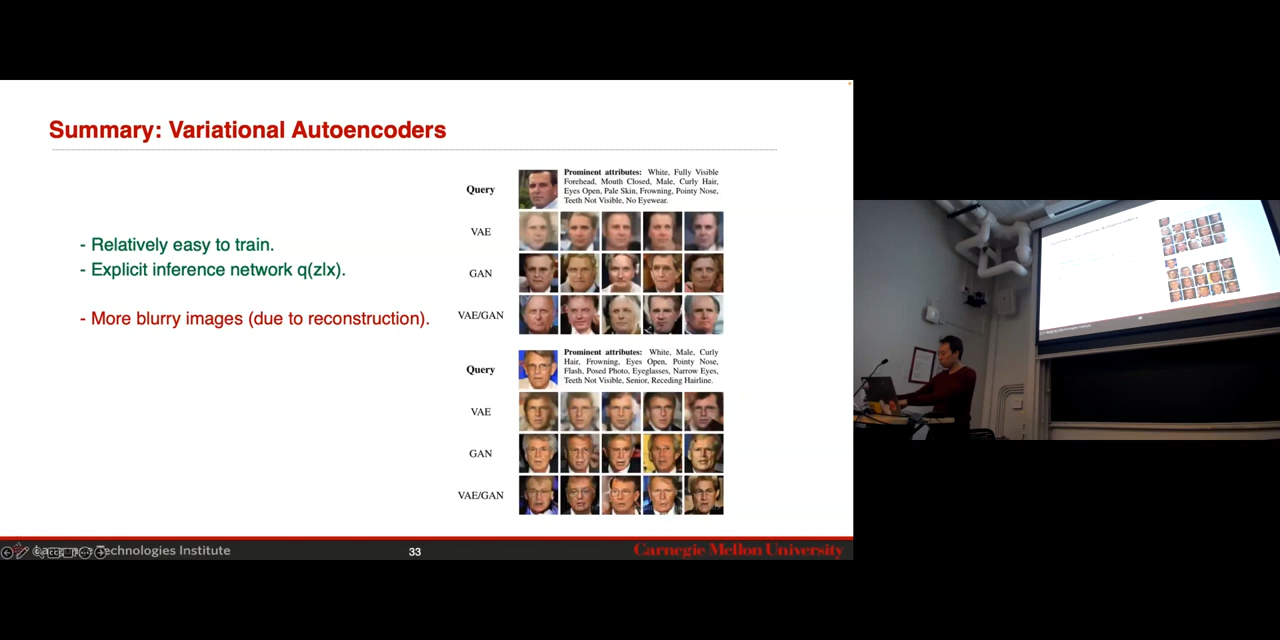 Summary: Variational Autoencoders
- Relatively easy to train.
- Explicit inference network q(z|x).
- More blurry images (due to reconstruction).
Query
Prominent attributes: White, Fully Visible
Forehead, Mouth Closed, Male, Curly Hair,
Eyes Open, Pale Skin, Frowning, Pointy Nose,
Teeth Not Visible, No Eyewear.
VAE
GAN
VAE/GAN
Query
Prominent attributes: White, Male, Curly
Hair, Frowning, Eyes Open, Pointy Nose,
Flash, Posed Photo, Eyeglasses, Narrow Eyes,
Teeth Not Visible, Senior, Receding Hairline.
VAE
GAN
VAE/GAN
Technologies Institute
33
Carnegie Mellon University
Summary: Variational Autoencoders